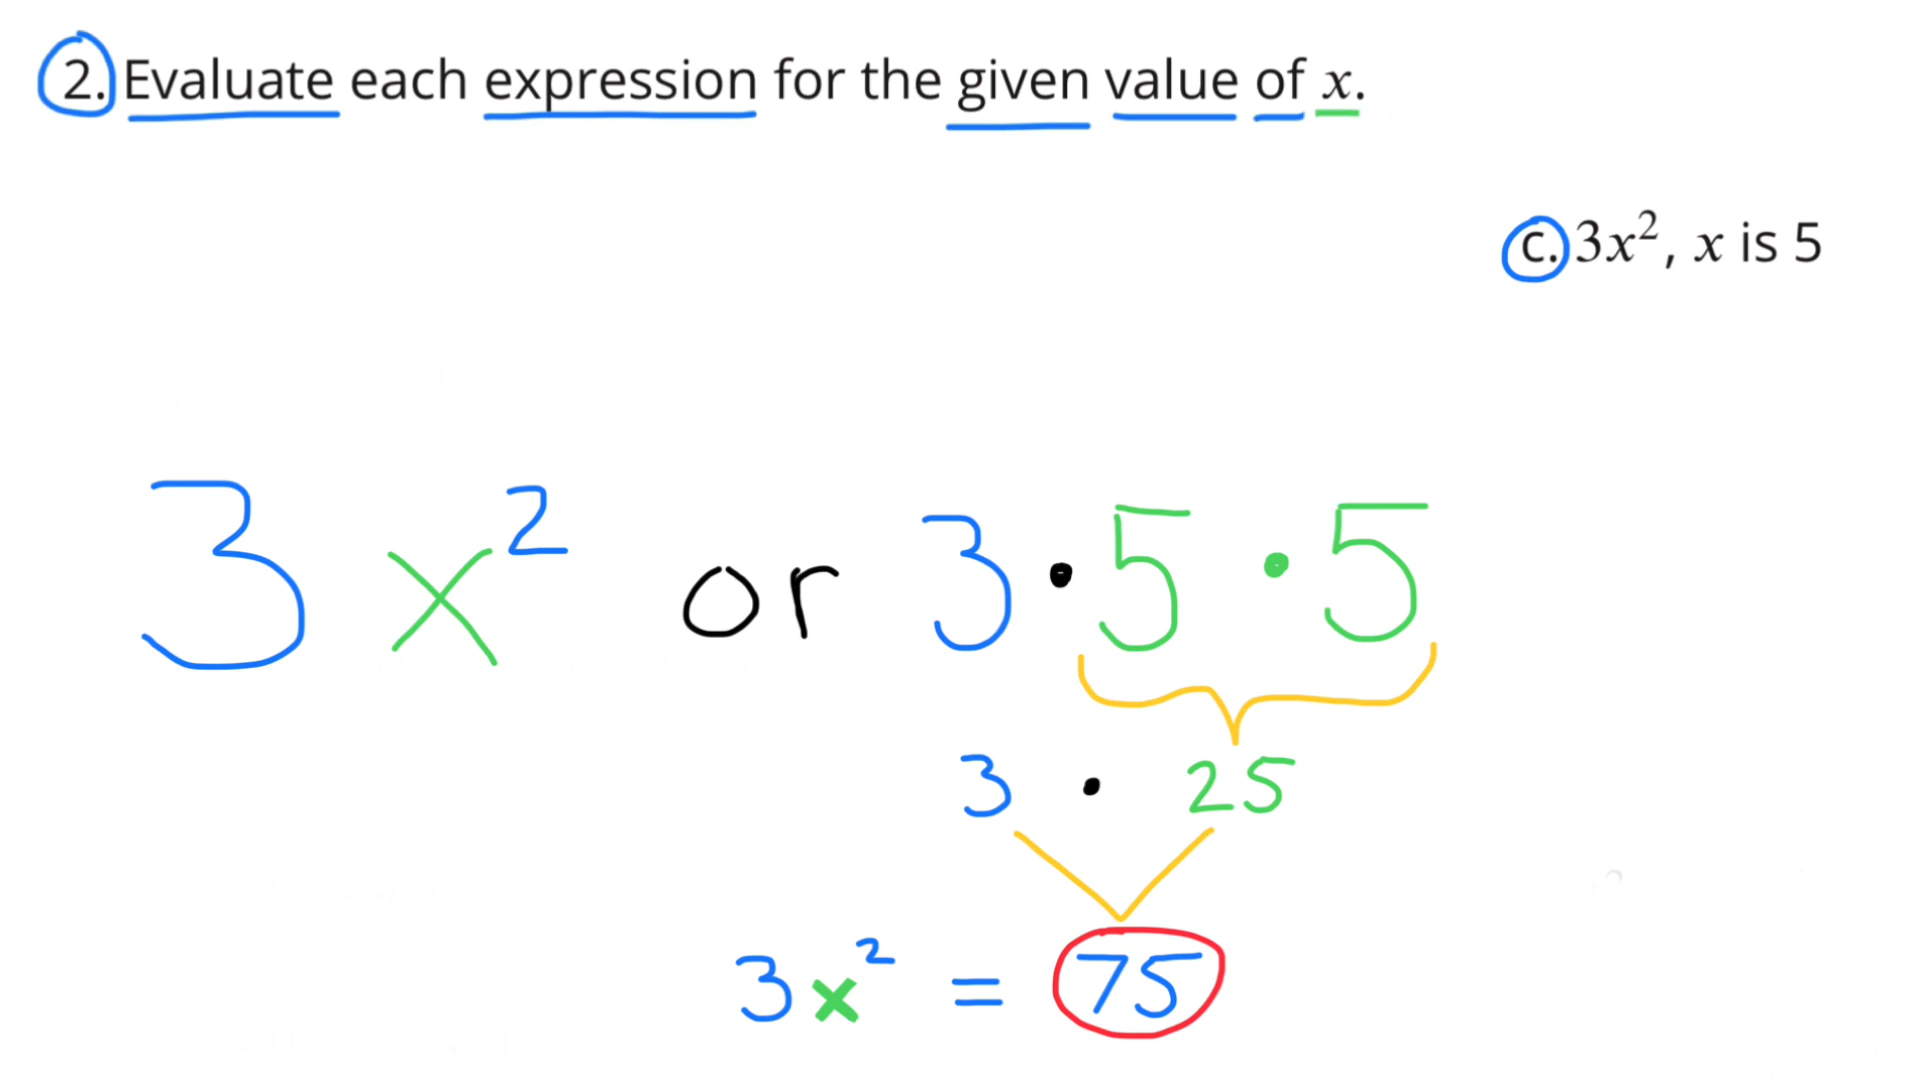 2. Evaluate each expression for the given value of x.
c. 3x², x is 5
3x² or 3 · 5 · 5
3 · 25
3x² = 75